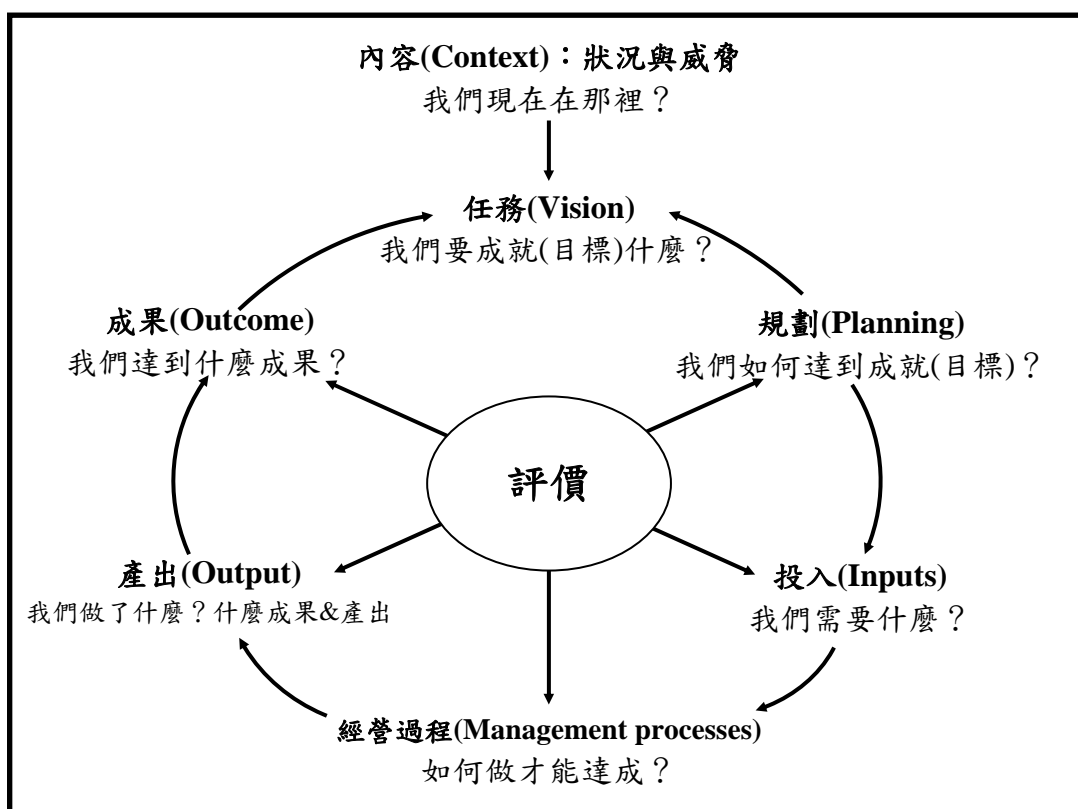 內容(Context)：狀況與威脅
我們現在在那裡？
任務(Vision)
我們要成就(目標)什麼？
成果(Outcome)
我們達到什麼成果？
規劃(Planning)
我們如何達到成就(目標)？
評價
產出(Output)
我們做了什麼？什麼成果&產出
投入(Inputs)
我們需要什麼？
經營過程(Management processes)
如何做才能達成？